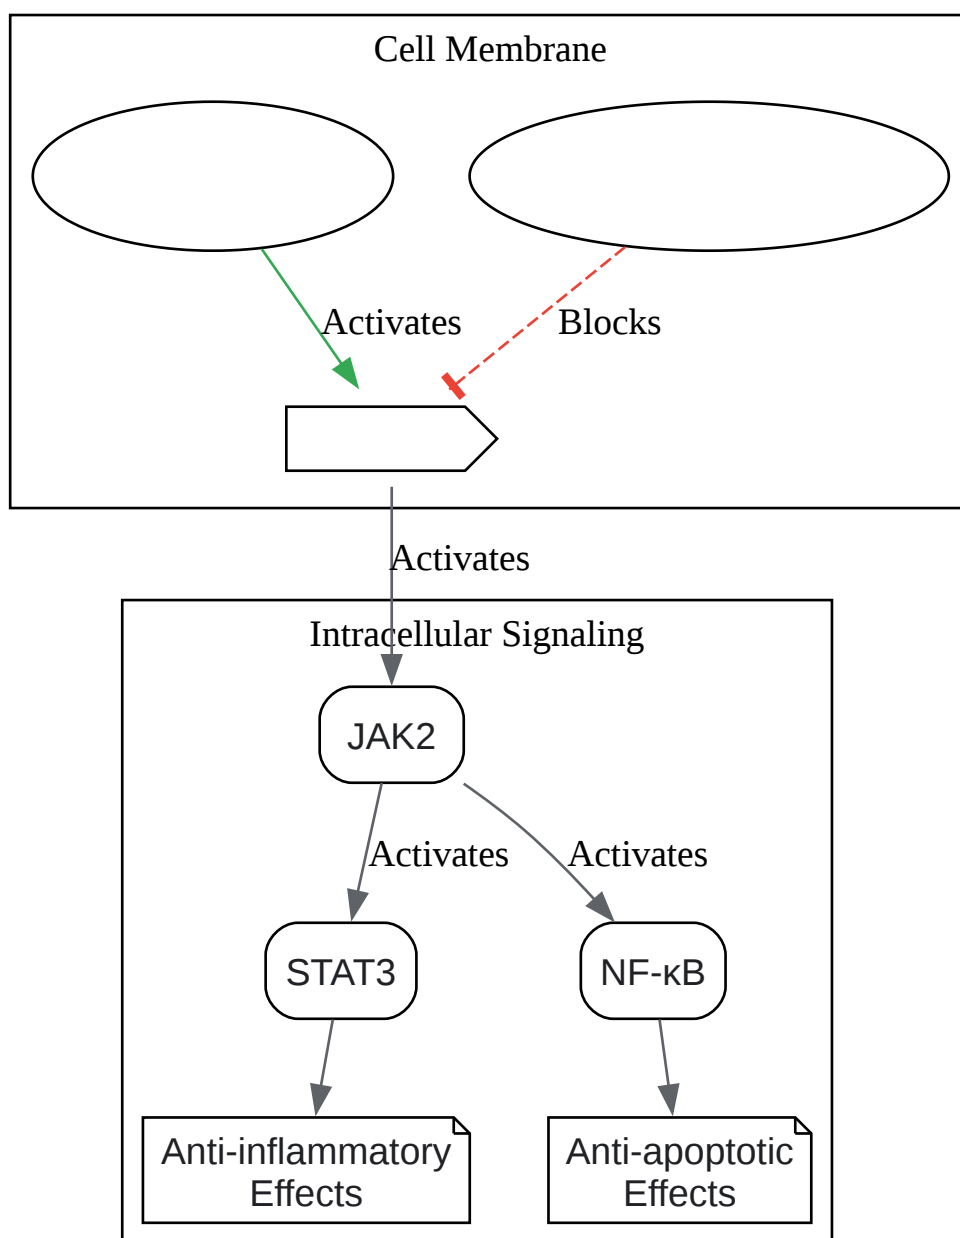 Cell Membrane
Activates
Blocks
Activates
Intracellular Signaling
JAK2
Activates
Activates
STAT3
NF-κB
Anti-inflammatory
Effects
Anti-apoptotic
Effects